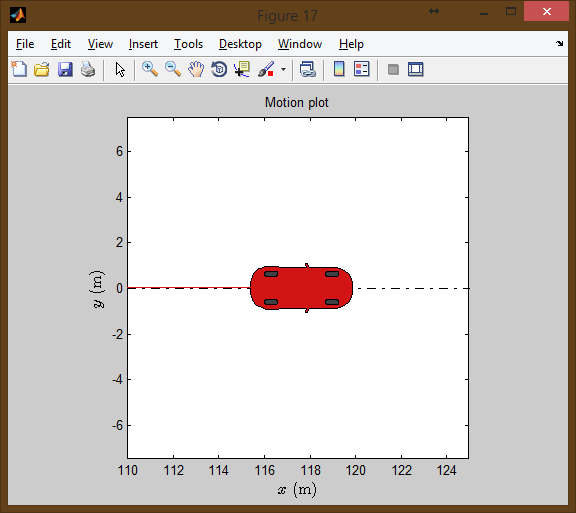 Figure 17
File Edit View Insert Tools Desktop Window Help
Motion plot
6
4
2
0
-2
-4
-6
y (m)
110 112 114 116 118 120 122 124
x (m)